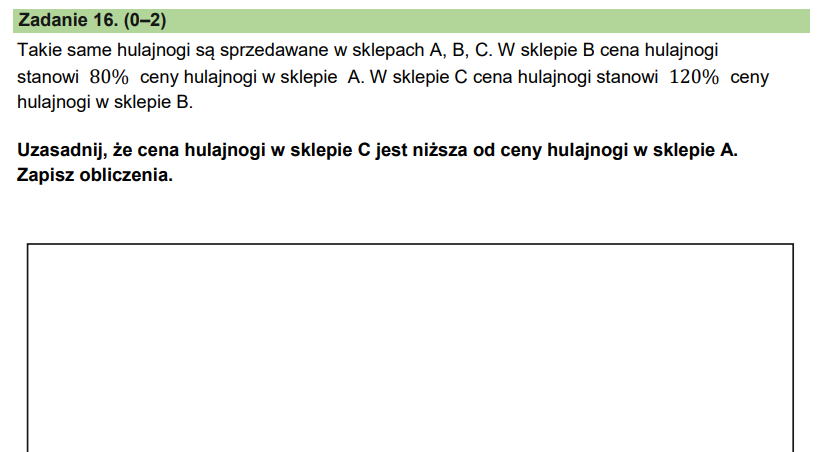 Zadanie 16. (0–2)
Takie same hulajnogi są sprzedawane w sklepach A, B, C. W sklepie B cena hulajnogi
stanowi 80% ceny hulajnogi w sklepie A. W sklepie C cena hulajnogi stanowi 120% ceny
hulajnogi w sklepie B.
Uzasadnij, że cena hulajnogi w sklepie C jest niższa od ceny hulajnogi w sklepie A.
Zapisz obliczenia.